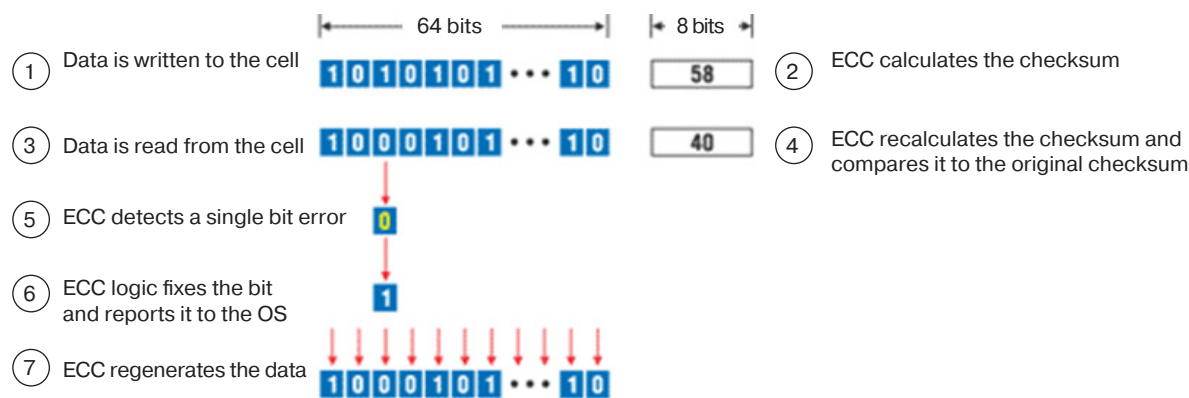 64 bits
8 bits
1
Data is written to the cell
1 0 1 0 1 0 1 ••• 1 0
58
2
ECC calculates the checksum
3
Data is read from the cell
1 0 0 0 1 0 1 ••• 1 0
40
4
ECC recalculates the checksum and
compares it to the original checksum
5
ECC detects a single bit error
0
6
ECC logic fixes the bit
and reports it to the OS
1
7
ECC regenerates the data
1 0 0 0 1 0 1 ••• 1 0